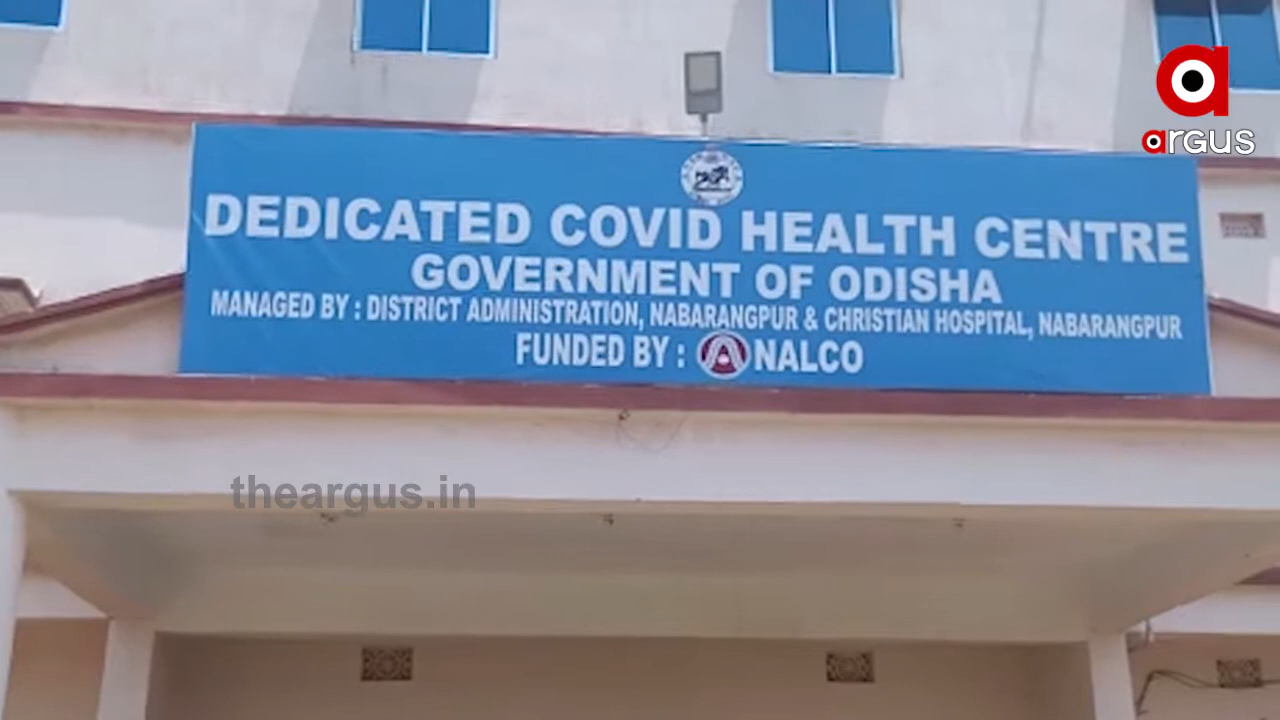 argus
DEDICATED COVID HEALTH CENTRE
GOVERNMENT OF ODISHA
MANAGED BY : DISTRICT ADMINISTRATION, NABARANGPUR & CHRISTIAN HOSPITAL, NABARANGPUR
FUNDED BY : NALCO
theargus.in